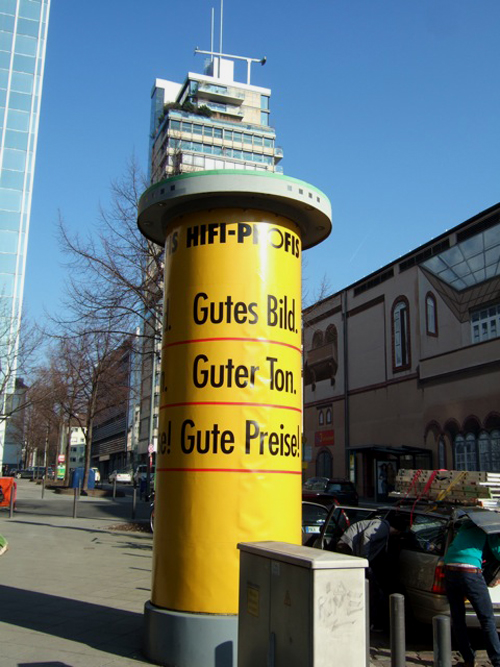 S HIFI-PROFIS
. Gutes Bild.
. Guter Ton.
e! Gute Preise!